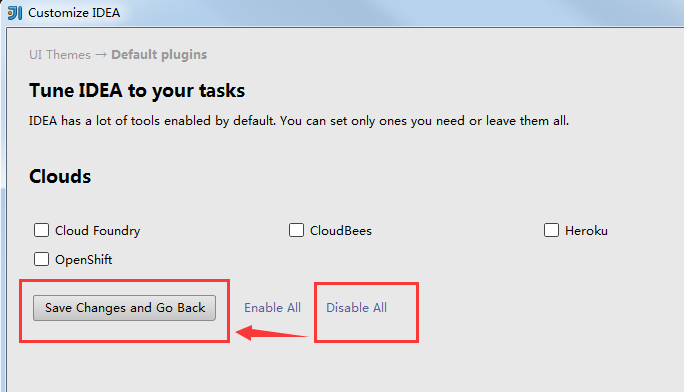 Customize IDEA
UI Themes → Default plugins
Tune IDEA to your tasks
IDEA has a lot of tools enabled by default. You can set only ones you need or leave them all.
Clouds
Cloud Foundry CloudBees Heroku
OpenShift
Save Changes and Go Back Enable All Disable All